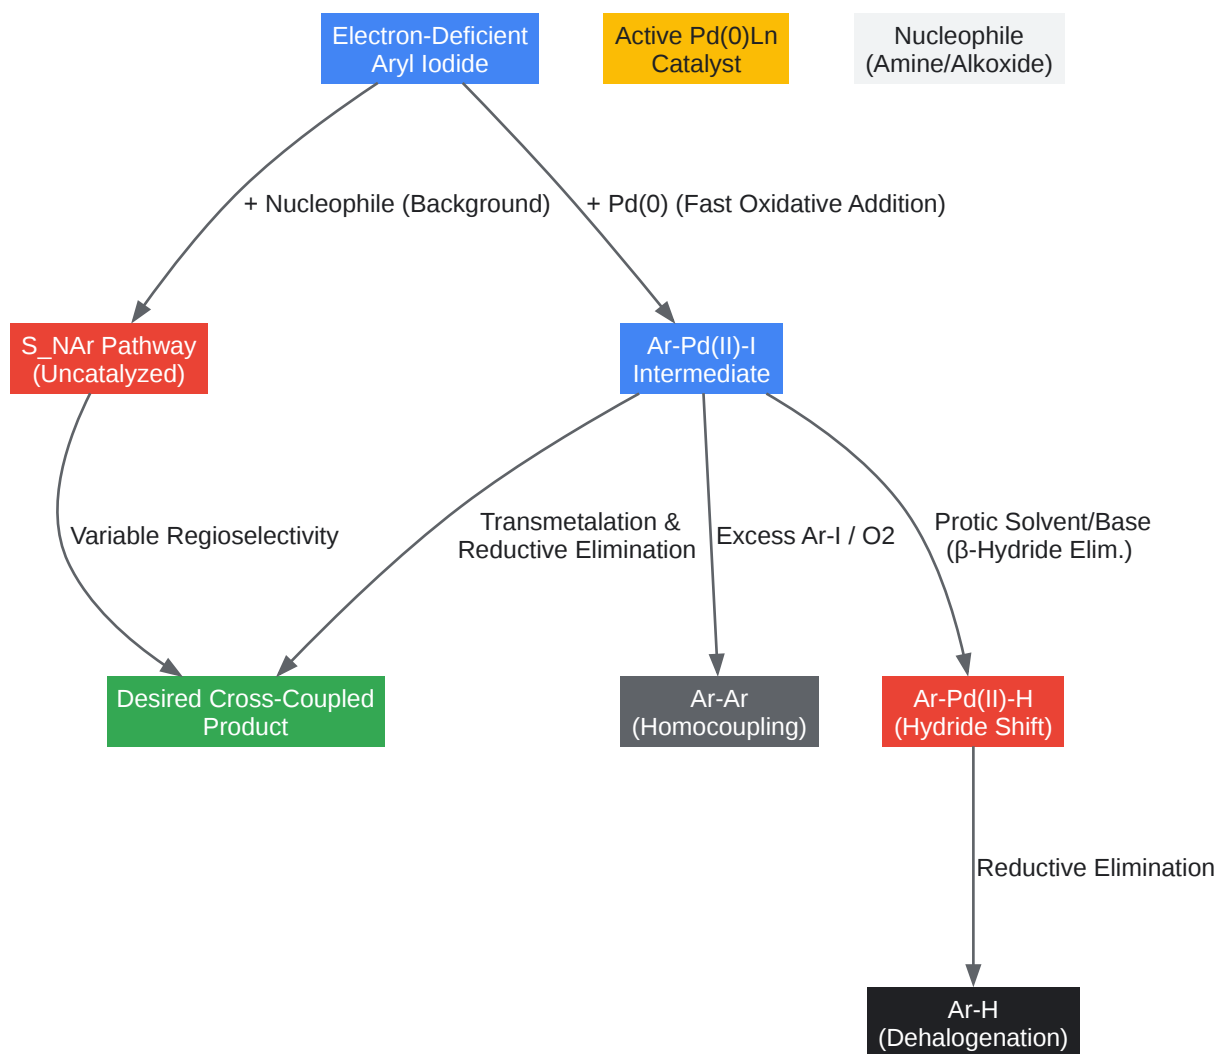 Electron-Deficient
Aryl Iodide
Active Pd(0)Ln
Catalyst
Nucleophile
(Amine/Alkoxide)
+ Nucleophile (Background)
+ Pd(0) (Fast Oxidative Addition)
S_NAr Pathway
(Uncatalyzed)
Ar-Pd(II)-I
Intermediate
Variable Regioselectivity
Transmetalation &
Reductive Elimination
Excess Ar-I / O2
Protic Solvent/Base
(β-Hydride Elim.)
Desired Cross-Coupled
Product
Ar-Ar
(Homocoupling)
Ar-Pd(II)-H
(Hydride Shift)
Reductive Elimination
Ar-H
(Dehalogenation)